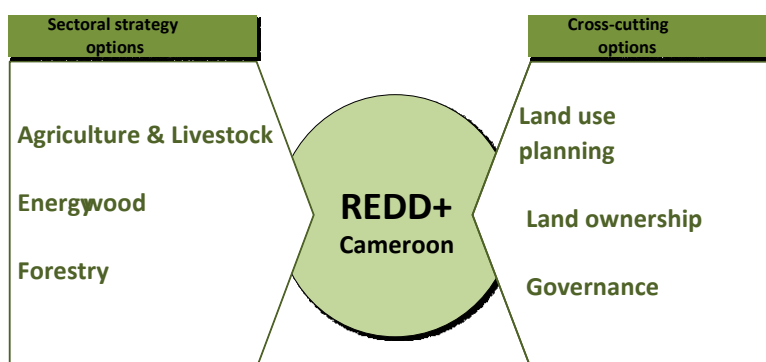 Sectoral strategy
options
Cross-cutting
options
Agriculture & Livestock
Energywood
Forestry
REDD+
Cameroon
Land use
planning
Land ownership
Governance